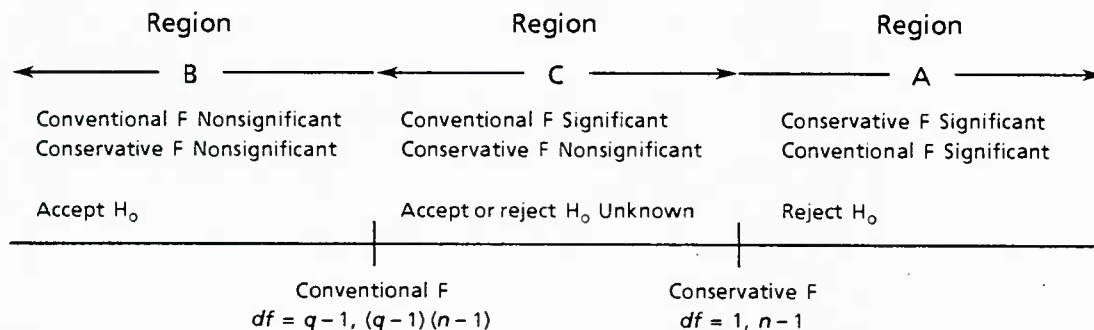 Region Region Region
B C A
Conventional F Nonsignificant Conventional F Significant Conservative F Significant
Conservative F Nonsignificant Conservative F Nonsignificant Conventional F Significant
Accept H₀ Accept or reject H₀ Unknown Reject H₀
Conventional F Conservative F
df = q−1, (q−1)(n−1) df = 1, n−1